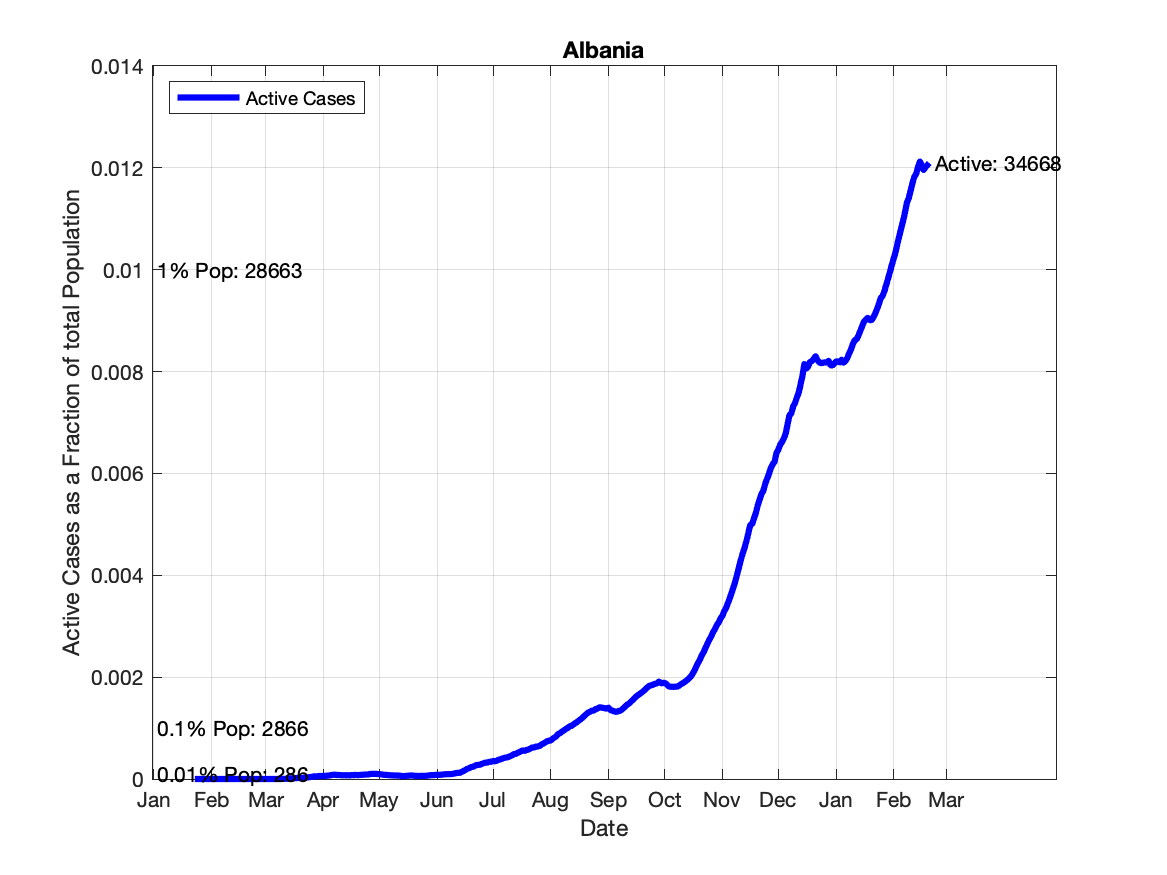 Albania
0.014
Active Cases
0.012
Active: 34668
0.01
1% Pop: 28663
0.008
0.006
0.004
0.002
0.1% Pop: 2866
0
0.01% Pop: 286
Active Cases as a Fraction of total Population
Jan Feb Mar Apr May Jun Jul Aug Sep Oct Nov Dec Jan Feb Mar
Date